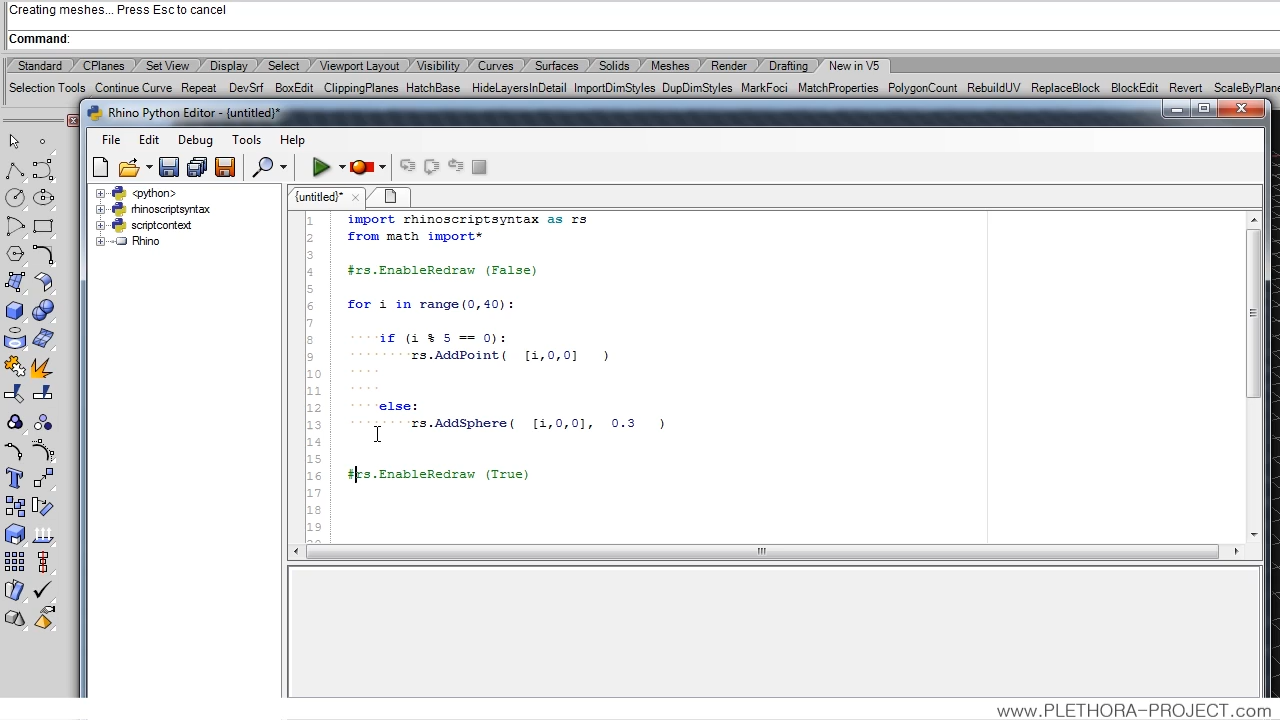 Creating meshes... Press Esc to cancel
Command:
Standard CPlanes Set View Display Select Viewport Layout Visibility Curves Surfaces Solids Meshes Render Drafting New in V5
Selection Tools Continue Curve Repeat DevSrf BoxEdit ClippingPlanes HatchBase HideLayersInDetail ImportDimStyles DupDimStyles MarkFoci MatchProperties PolygonCount RebuildUV ReplaceBlock BlockEdit Revert ScaleByPlane
Rhino Python Editor - {untitled}*
File Edit Debug Tools Help
<python>
rhinoscriptsyntax
scriptcontext
Rhino
{untitled}*
1 import rhinoscriptsyntax as rs
2 from math import*
3
4 #rs.EnableRedraw (False)
5
6 for i in range(0,40):
7
8 if (i % 5 == 0):
9 rs.AddPoint( [i,0,0] )
10
11
12 else:
13 rs.AddSphere( [i,0,0], 0.3 )
14
15
16 #rs.EnableRedraw (True)
17
18
19
www.PLETHORA-PROJECT.com